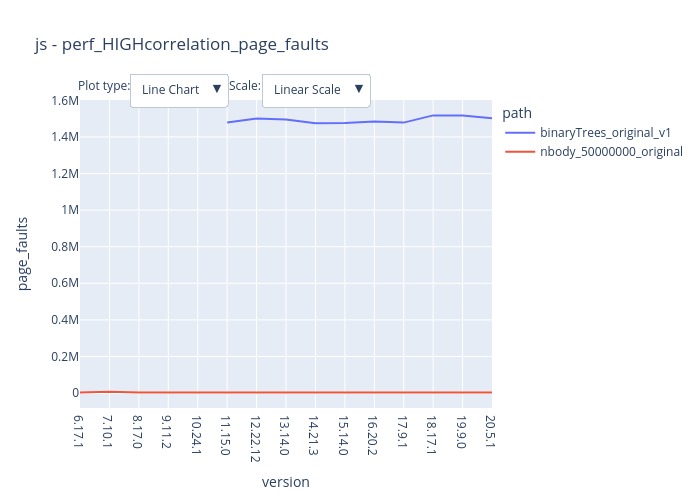 js - perf_HIGHcorrelation_page_faults
Plot type: Line Chart ▼ Scale: Linear Scale ▼
path
binaryTrees_original_v1
nbody_50000000_original
1.6M
1.4M
1.2M
1M
0.8M
0.6M
0.4M
0.2M
0
page_faults
6.17.1
7.10.1
8.17.0
9.11.2
10.24.1
11.15.0
12.22.12
13.14.0
14.21.3
15.14.0
16.20.2
17.9.1
18.17.1
19.9.0
20.5.1
version